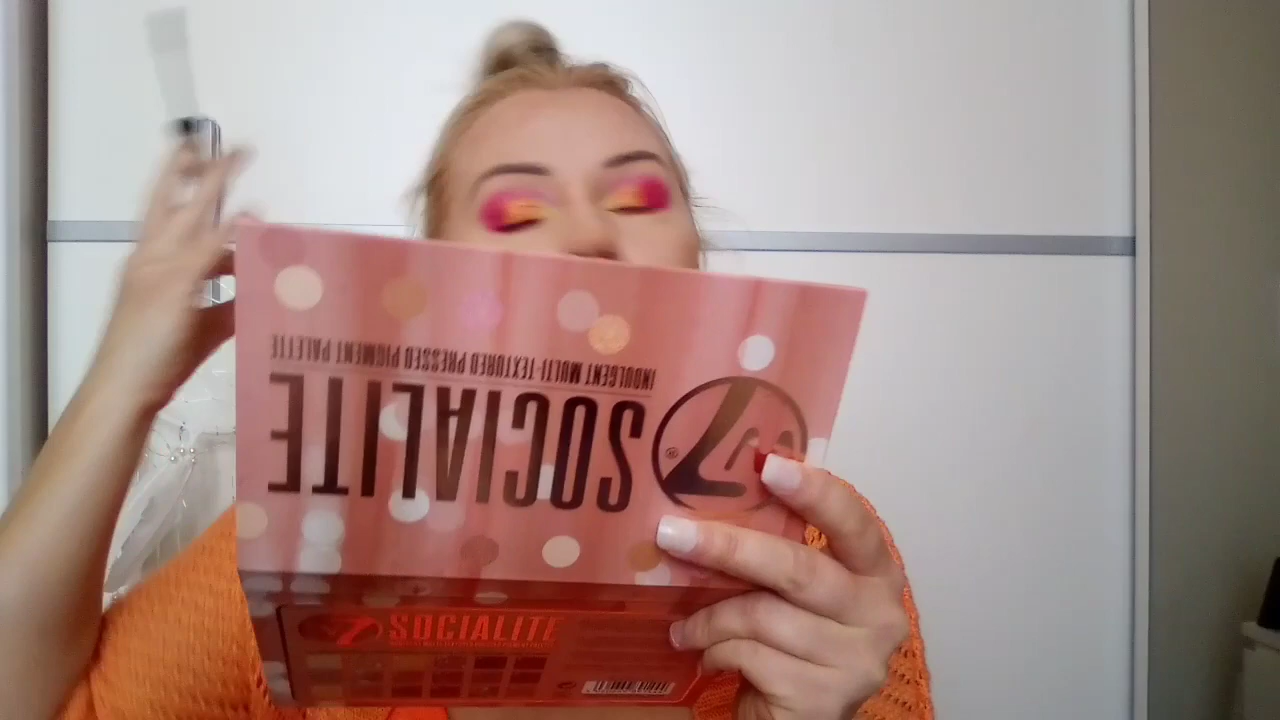 W7 ®
SOCIALITE
INDULGENT MULTI-TEXTURED PRESSED PIGMENT PALETTE
SOCIALITE